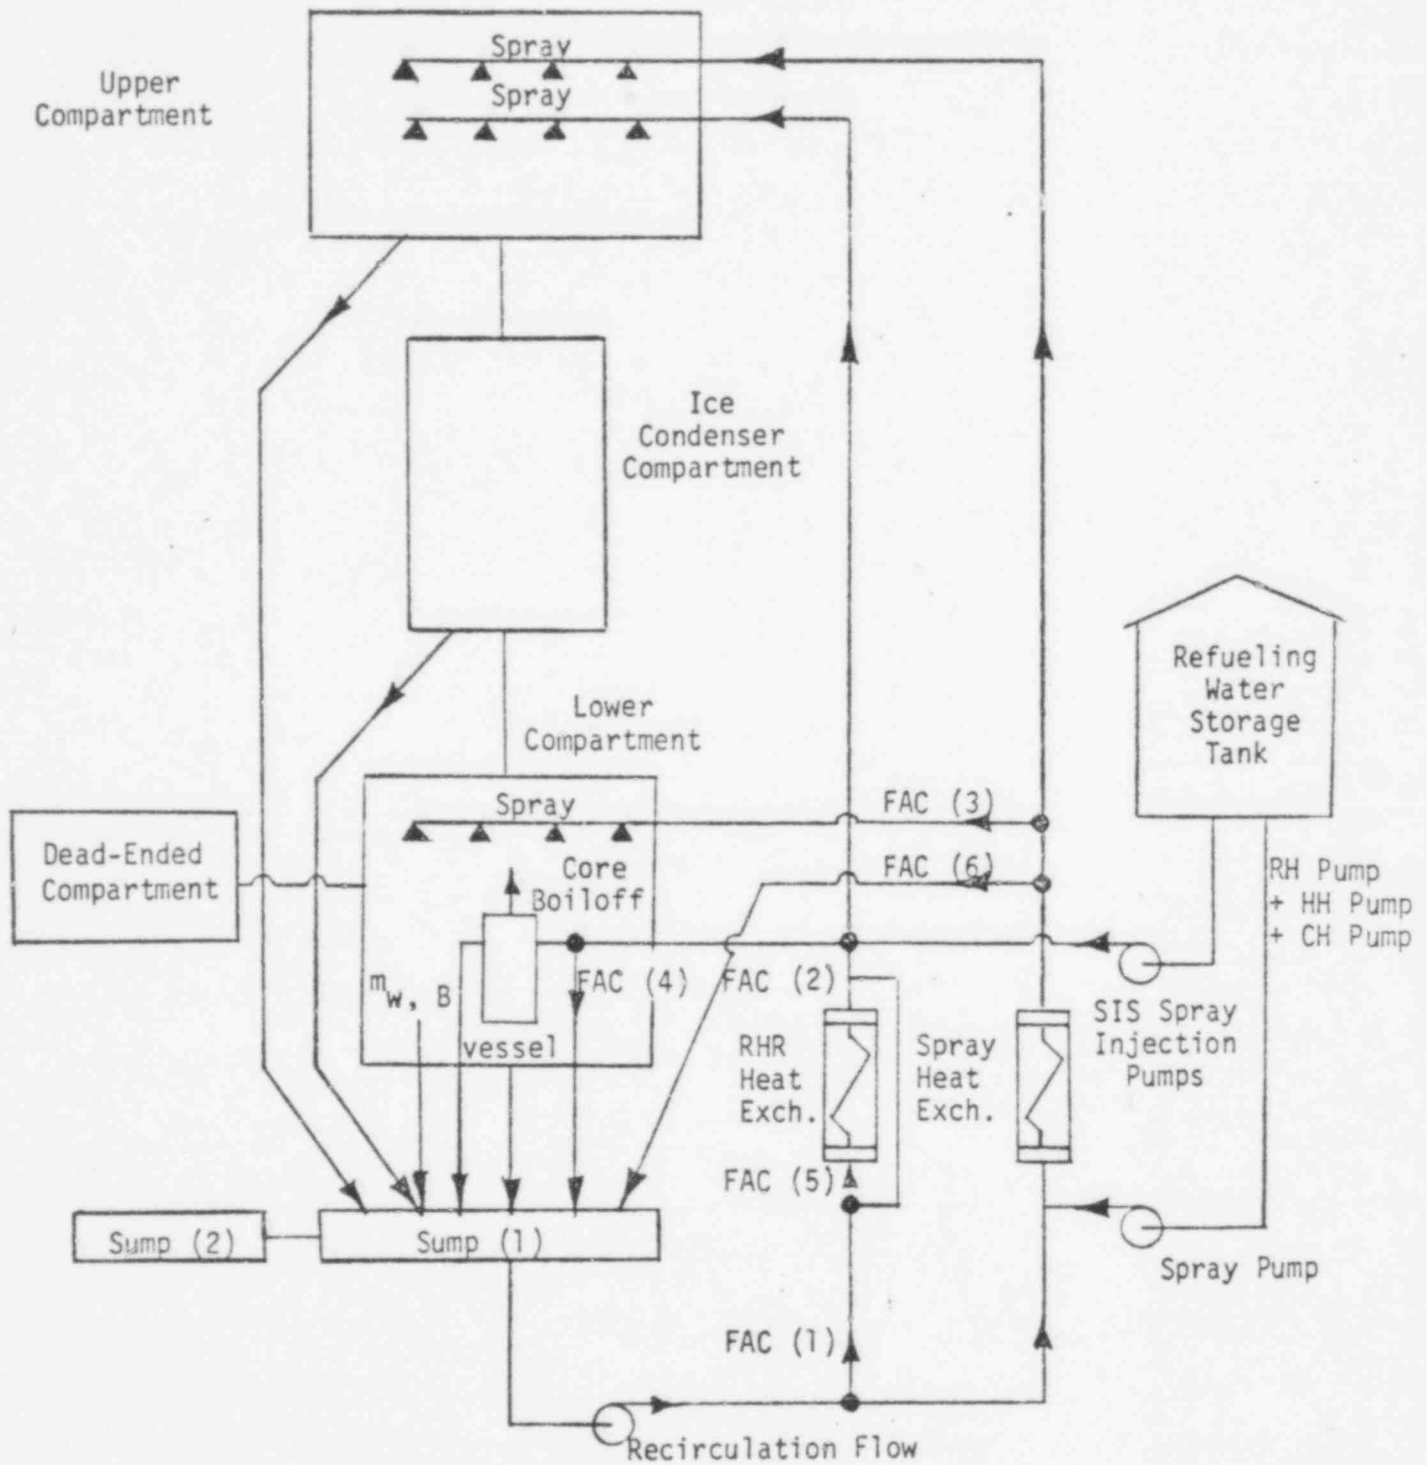 Spray
Upper
Compartment
Spray
Ice
Condenser
Compartment
Refueling
Water
Storage
Tank
Lower
Compartment
Spray
FAC (3)
Dead-Ended
Compartment
Core
Boiloff
FAC (6)
RH Pump
+ HH Pump
+ CH Pump
m_W, B
FAC (4)
FAC (2)
SIS Spray
Injection
Pumps
vessel
RHR
Heat
Exch.
Spray
Heat
Exch.
FAC (5)
Sump (2)
Sump (1)
Spray Pump
FAC (1)
Recirculation Flow